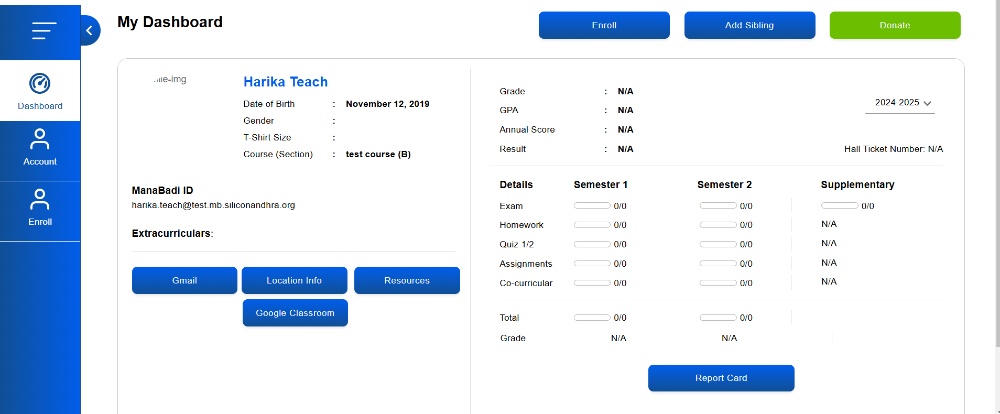 My Dashboard
Enroll
Add Sibling
Donate
Dashboard
Account
Enroll
Harika Teach
Date of Birth : November 12, 2019
Gender :
T-Shirt Size :
Course (Section) : test course (B)
ManaBadi ID
harika.teach@test.mb.siliconandhra.org
Extracurriculars:
Gmail
Location Info
Resources
Google Classroom
Grade : N/A
GPA : N/A
Annual Score : N/A
Result : N/A
2024-2025
Hall Ticket Number: N/A
Details Semester 1 Semester 2 Supplementary
Exam 0/0 0/0 0/0
Homework 0/0 0/0 N/A
Quiz 1/2 0/0 0/0 N/A
Assignments 0/0 0/0 N/A
Co-curricular 0/0 0/0 N/A
Total 0/0 0/0
Grade N/A N/A
Report Card